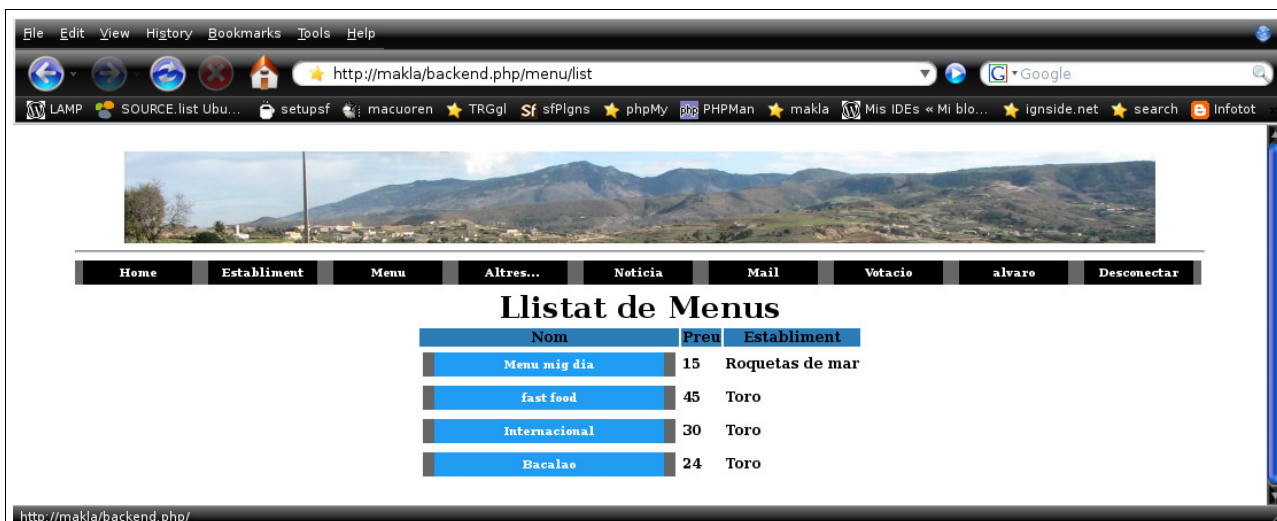 File Edit View History Bookmarks Tools Help
http://makla/backend.php/menu/list Google
LAMP SOURCE.list Ubu... setupsf macuoren TRGgl Sf sfPlgns phpMy php PHPMan makla Mis IDEs « Mi blo... ignside.net search Infotot
Home Establiment Menu Altres... Noticia Mail Votacio alvaro Desconectar
Llistat de Menus
Nom Preu Establiment
Menu mig dia 15 Roquetas de mar
fast food 45 Toro
Internacional 30 Toro
Bacalao 24 Toro
http://makla/backend.php/